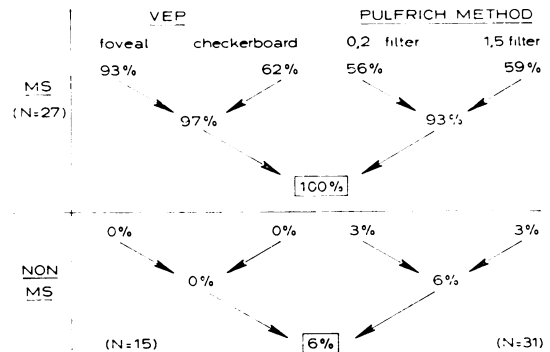 VEP PULFRICH METHOD
foveal checkerboard 0,2 filter 1,5 filter
93% 62% 56% 59%
MS
(N=27)
97% 93%
100%
0% 0% 3% 3%
NON
MS
0% 6%
6%
(N=15) (N=31)